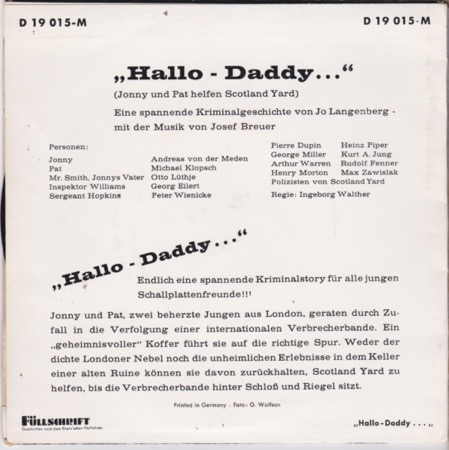 D 19 015-M D 19 015-M
„Hallo - Daddy..."
(Jonny und Pat helfen Scotland Yard)
Eine spannende Kriminalgeschichte von Jo Langenberg -
mit der Musik von Josef Breuer
Personen:
Jonny Andreas von der Meden
Pat Michael Klopsch
Mr. Smith, Jonnys Vater Otto Lüthje
Inspektor Williams Georg Eilert
Sergeant Hopkins Peter Wienicke
Pierre Dupin Heinz Piper
George Miller Kurt A. Jung
Arthur Warren Rudolf Fenner
Henry Morton Max Zawislak
Polizisten von Scotland Yard
Regie: Ingeborg Walther
„Hallo - Daddy..."
Endlich eine spannende Kriminalstory für alle jungen
Schallplattenfreunde!!!
Jonny und Pat, zwei beherzte Jungen aus London, geraten durch Zu-
fall in die Verfolgung einer internationalen Verbrecherbande. Ein
„geheimnisvoller" Koffer führt sie auf die richtige Spur. Weder der
dichte Londoner Nebel noch die unheimlichen Erlebnisse in dem Keller
einer alten Ruine können sie davon zurückhalten, Scotland Yard zu
helfen, bis die Verbrecherbande hinter Schloß und Riegel sitzt.
Printed in Germany - Foto: G. Wolfson
FÜLLSCHRIFT
„Hallo-Daddy...."